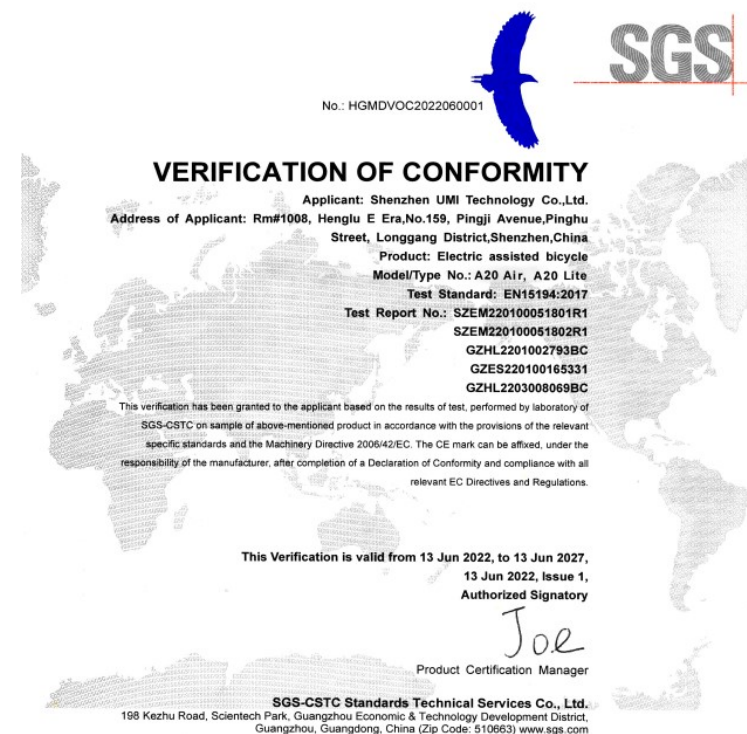 SGS
No.: HGMDVOC2022060001
VERIFICATION OF CONFORMITY
Applicant: Shenzhen UMI Technology Co.,Ltd.
Address of Applicant: Rm#1008, Henglu E Era,No.159, Pingji Avenue,Pinghu
Street, Longgang District,Shenzhen,China
Product: Electric assisted bicycle
Model/Type No.: A20 Air, A20 Lite
Test Standard: EN15194:2017
Test Report No.: SZEM220100051801R1
SZEM220100051802R1
GZHL2201002793BC
GZES220100165331
GZHL2203008069BC
This verification has been granted to the applicant based on the results of test, performed by laboratory of
SGS-CSTC on sample of above-mentioned product in accordance with the provisions of the relevant
specific standards and the Machinery Directive 2006/42/EC. The CE mark can be affixed, under the
responsibility of the manufacturer, after completion of a Declaration of Conformity and compliance with all
relevant EC Directives and Regulations.
This Verification is valid from 13 Jun 2022, to 13 Jun 2027,
13 Jun 2022, Issue 1,
Authorized Signatory
Joe
Product Certification Manager
SGS-CSTC Standards Technical Services Co., Ltd.
198 Kezhu Road, Scientech Park, Guangzhou Economic & Technology Development District,
Guangzhou, Guangdong, China (Zip Code: 510663) www.sgs.com